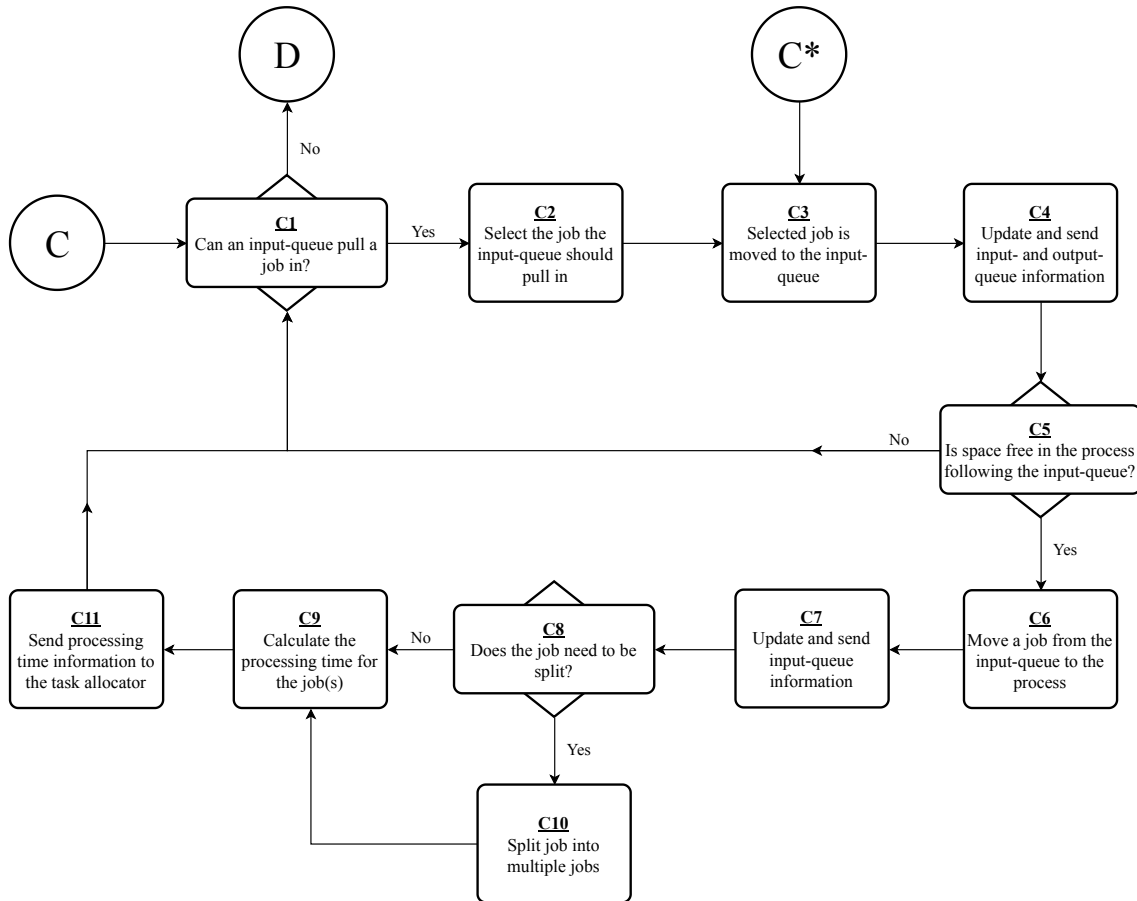 D
C*
No
C
C1
Can an input-queue pull a
job in?
Yes
C2
Select the job the
input-queue should
pull in
C3
Selected job is
moved to the input-
queue
C4
Update and send
input- and output-
queue information
C5
Is space free in the process
following the input-queue?
No
Yes
C11
Send processing
time information to
the task allocator
C9
Calculate the
processing time for
the job(s)
No
C8
Does the job need to be
split?
C7
Update and send
input-queue
information
C6
Move a job from the
input-queue to the
process
Yes
C10
Split job into
multiple jobs